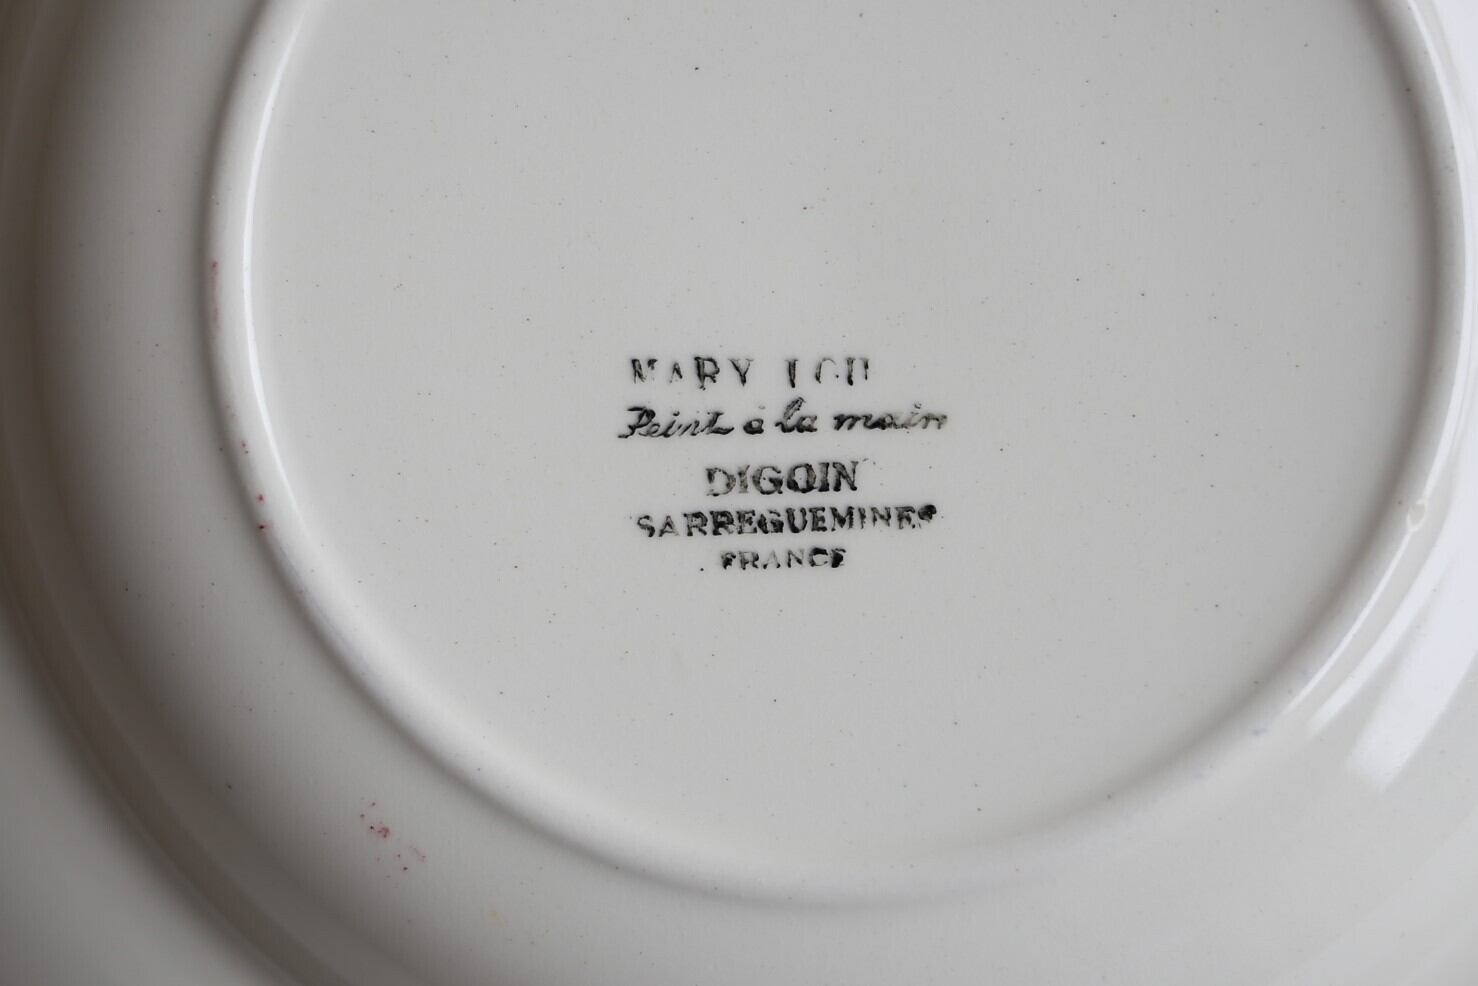 MARY LOU
Peint à la main
DIGOIN
SARREGUEMINES
FRANCE